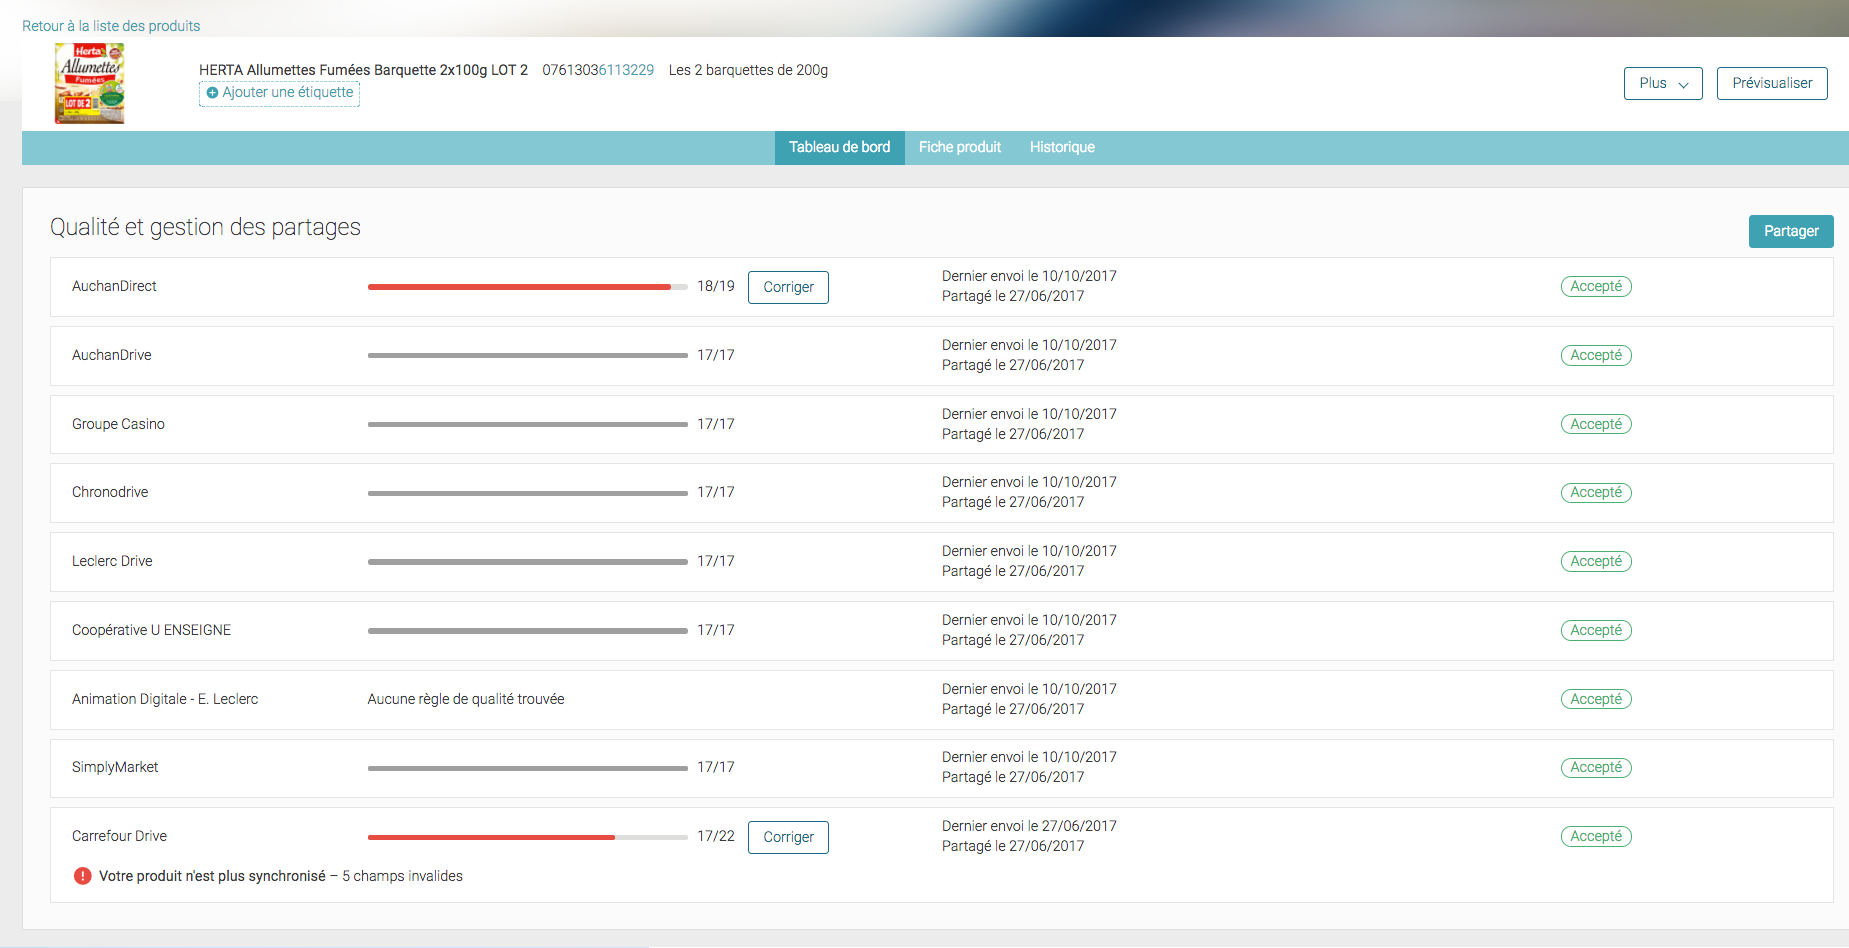 Retour à la liste des produits
Herta
Allumettes
Fumées
LOT DE 2
HERTA Allumettes Fumées Barquette 2x100g LOT 2 07613036113229 Les 2 barquettes de 200g
Ajouter une étiquette
Plus
Prévisualiser
Tableau de bord Fiche produit Historique
Qualité et gestion des partages
Partager
AuchanDirect 18/19 Corriger Dernier envoi le 10/10/2017 Accepté
Partagé le 27/06/2017
AuchanDrive 17/17 Dernier envoi le 10/10/2017 Accepté
Partagé le 27/06/2017
Groupe Casino 17/17 Dernier envoi le 10/10/2017 Accepté
Partagé le 27/06/2017
Chronodrive 17/17 Dernier envoi le 10/10/2017 Accepté
Partagé le 27/06/2017
Leclerc Drive 17/17 Dernier envoi le 10/10/2017 Accepté
Partagé le 27/06/2017
Coopérative U ENSEIGNE 17/17 Dernier envoi le 10/10/2017 Accepté
Partagé le 27/06/2017
Animation Digitale - E. Leclerc Aucune règle de qualité trouvée Dernier envoi le 10/10/2017 Accepté
Partagé le 27/06/2017
SimplyMarket 17/17 Dernier envoi le 10/10/2017 Accepté
Partagé le 27/06/2017
Carrefour Drive 17/22 Corriger Dernier envoi le 27/06/2017 Accepté
Partagé le 27/06/2017
Votre produit n'est plus synchronisé – 5 champs invalides